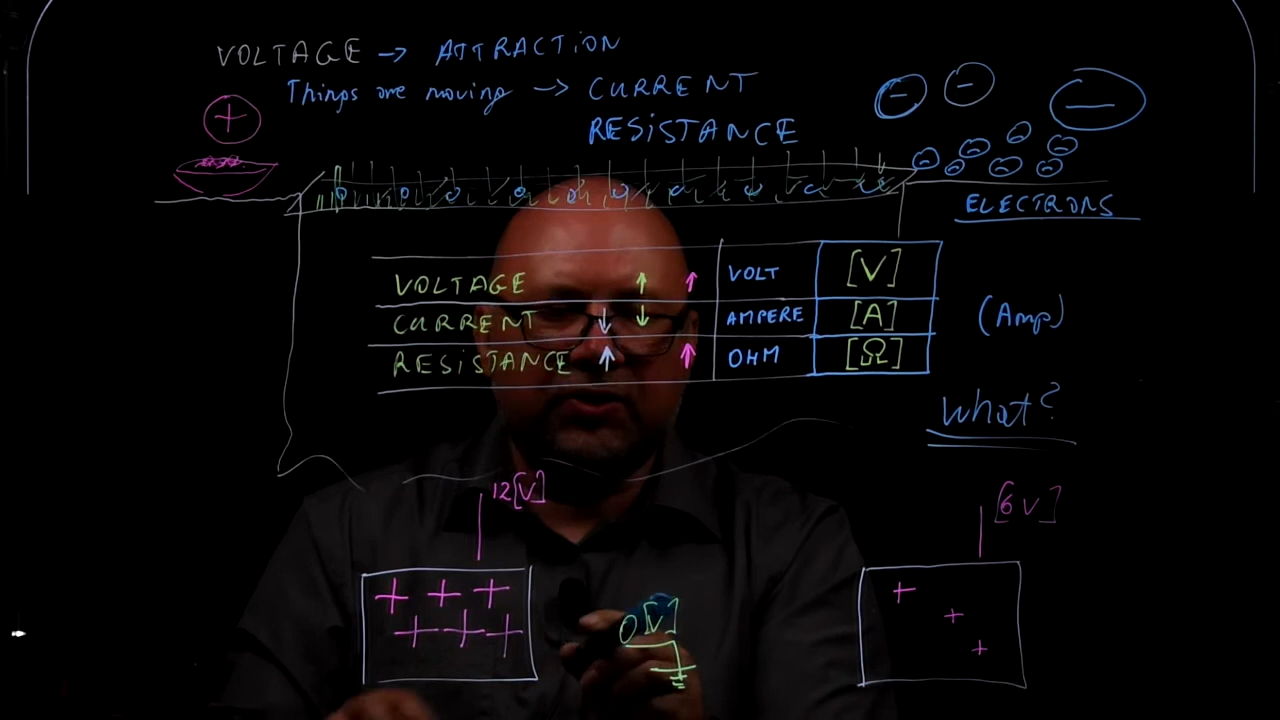 VOLTAGE → ATTRACTION
Things are moving → CURRENT
RESISTANCE
+
− − −
− − − − − − −
ELECTRONS
VOLTAGE ↑ ↑ VOLT [V]
CURRENT ↓ ↓ AMPERE [A] (Amp)
RESISTANCE ↑ ↑ OHM [Ω]
What?
12[V]
[6V]
+ + +
+ + +
0[V]
+
+
+